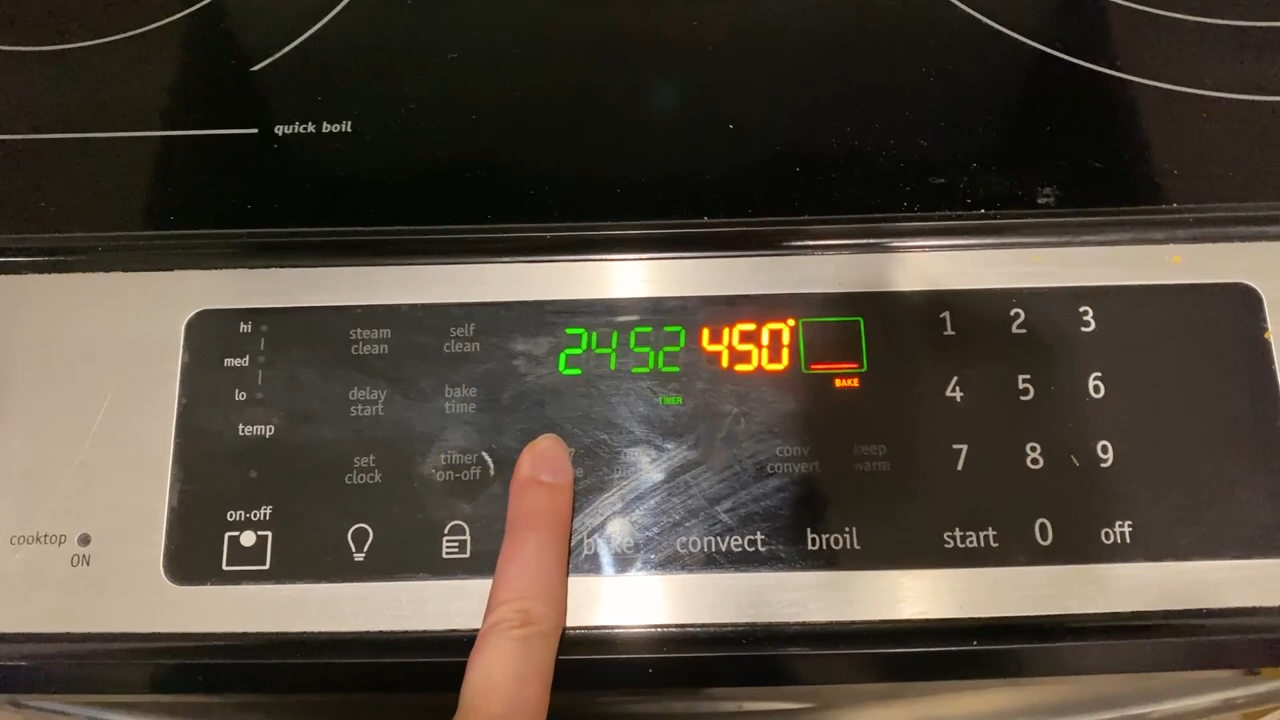 quick boil
hi
med
lo
temp
on-off
cooktop
ON
steam
clean
self
clean
delay
start
bake
time
set
clock
timer
on-off
2452 450°
TIMER
BAKE
conv
convert
keep
warm
bake convect broil
1 2 3
4 5 6
7 8 9
start 0 off